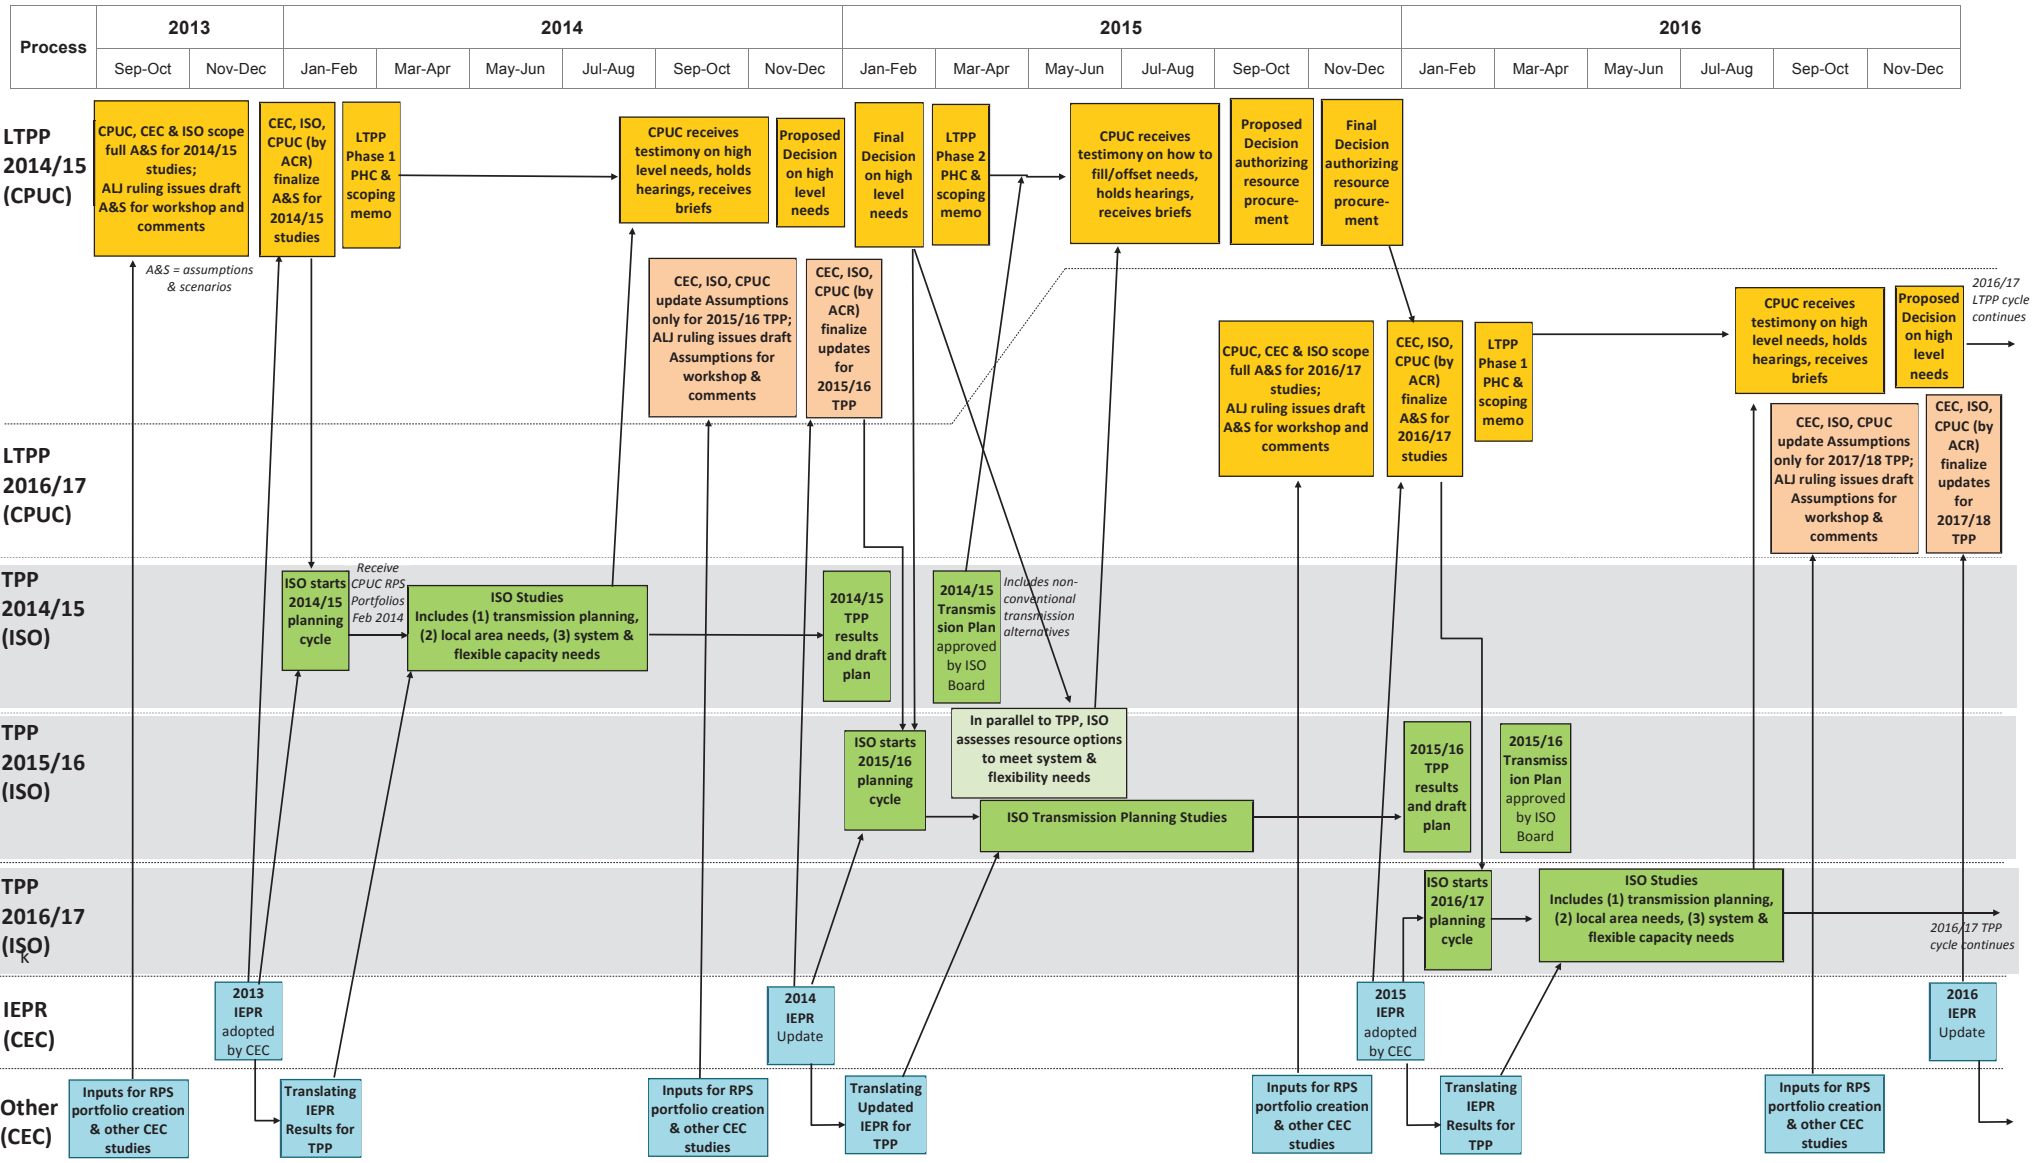 Process
2013
2014
2015
2016
Sep-Oct
Nov-Dec
Jan-Feb
Mar-Apr
May-Jun
Jul-Aug
Sep-Oct
Nov-Dec
Jan-Feb
Mar-Apr
May-Jun
Jul-Aug
Sep-Oct
Nov-Dec
Jan-Feb
Mar-Apr
May-Jun
Jul-Aug
Sep-Oct
Nov-Dec
LTPP
2014/15
(CPUC)
CPUC, CEC & ISO scope
full A&S for 2014/15
studies;
ALJ ruling issues draft
A&S for workshop and
comments
CEC, ISO,
CPUC (by
ACR)
finalize
A&S for
2014/15
studies
LTPP
Phase 1
PHC &
scoping
memo
CPUC receives
testimony on high
level needs, holds
hearings, receives
briefs
Proposed
Decision
on high
level
needs
Final
Decision
on high
level
needs
LTPP
Phase 2
PHC &
scoping
memo
CPUC receives
testimony on how to
fill/offset needs,
holds hearings,
receives briefs
Proposed
Decision
authorizing
resource
procure-
ment
Final
Decision
authorizing
resource
procure-
ment
A&S = assumptions
& scenarios
CEC, ISO, CPUC
update Assumptions
only for 2015/16 TPP;
ALJ ruling issues draft
Assumptions for
workshop &
comments
CEC, ISO,
CPUC (by
ACR)
finalize
updates
for
2015/16
TPP
LTPP
2016/17
(CPUC)
CPUC, CEC & ISO scope
full A&S for 2016/17
studies;
ALJ ruling issues draft
A&S for workshop and
comments
CEC, ISO,
CPUC (by
ACR)
finalize
A&S for
2016/17
studies
LTPP
Phase 1
PHC &
scoping
memo
CPUC receives
testimony on high
level needs, holds
hearings, receives
briefs
Proposed
Decision
on high
level
needs
2016/17
LTPP cycle
continues
CEC, ISO, CPUC
update Assumptions
only for 2017/18 TPP;
ALJ ruling issues draft
Assumptions for
workshop &
comments
CEC, ISO,
CPUC (by
ACR)
finalize
updates
for
2017/18
TPP
TPP
2014/15
(ISO)
ISO starts
2014/15
planning
cycle
Receive
CPUC RPS
Portfolios
Feb 2014
ISO Studies
Includes (1) transmission planning,
(2) local area needs, (3) system &
flexible capacity needs
2014/15
TPP
results
and draft
plan
2014/15
Transmis
sion Plan
approved
by ISO
Board
Includes non-
conventional
transmission
alternatives
TPP
2015/16
(ISO)
ISO starts
2015/16
planning
cycle
In parallel to TPP, ISO
assesses resource options
to meet system &
flexibility needs
ISO Transmission Planning Studies
2015/16
TPP
results
and draft
plan
2015/16
Transmiss
ion Plan
approved
by ISO
Board
TPP
2016/17
(ISO)
k
ISO starts
2016/17
planning
cycle
ISO Studies
Includes (1) transmission planning,
(2) local area needs, (3) system &
flexible capacity needs
2016/17 TPP
cycle continues
IEPR
(CEC)
2013
IEPR
adopted
by CEC
2014
IEPR
Update
2015
IEPR
adopted
by CEC
2016
IEPR
Update
Other
(CEC)
Inputs for RPS
portfolio creation
& other CEC
studies
Translating
IEPR
Results for
TPP
Inputs for RPS
portfolio creation
& other CEC
studies
Translating
Updated
IEPR for
TPP
Inputs for RPS
portfolio creation
& other CEC
studies
Translating
IEPR
Results for
TPP
Inputs for RPS
portfolio creation
& other CEC
studies